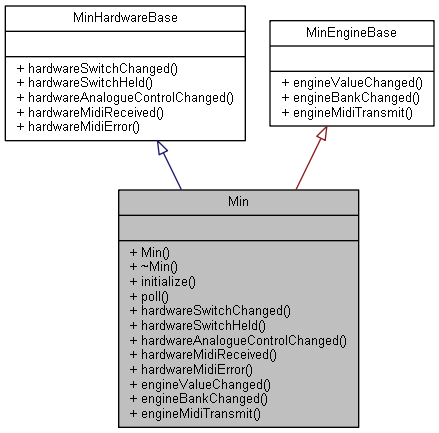 MinHardwareBase
+ hardwareSwitchChanged()
+ hardwareSwitchHeld()
+ hardwareAnalogueControlChanged()
+ hardwareMidiReceived()
+ hardwareMidiError()
MinEngineBase
+ engineValueChanged()
+ engineBankChanged()
+ engineMidiTransmit()
Min
+ Min()
+ ~Min()
+ initialize()
+ poll()
+ hardwareSwitchChanged()
+ hardwareSwitchHeld()
+ hardwareAnalogueControlChanged()
+ hardwareMidiReceived()
+ hardwareMidiError()
+ engineValueChanged()
+ engineBankChanged()
+ engineMidiTransmit()